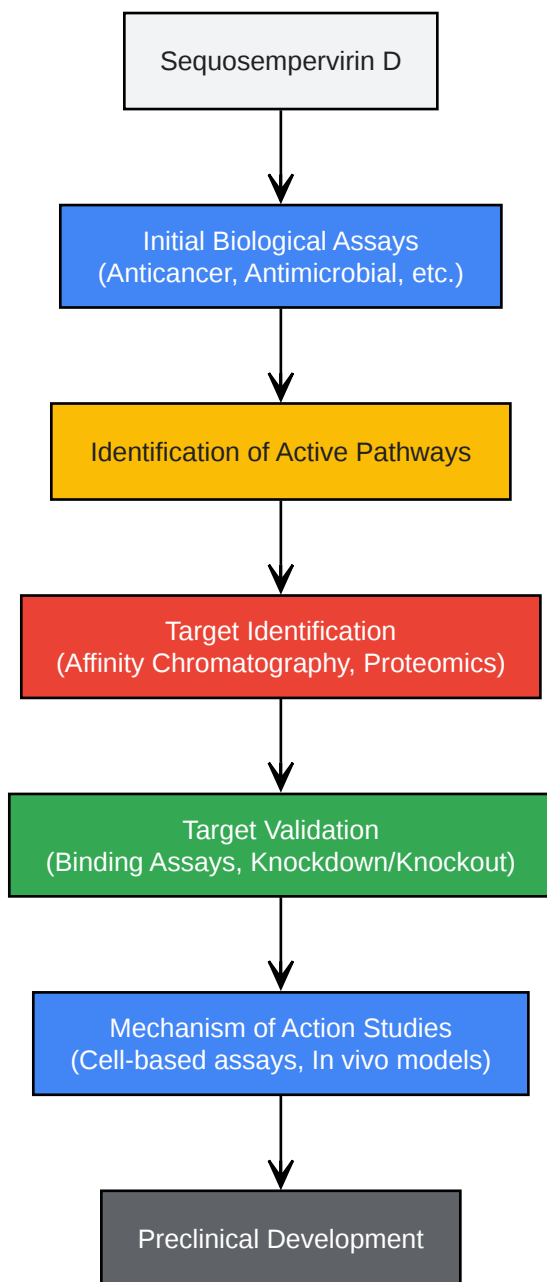 Sequosempervirin D
Initial Biological Assays
(Anticancer, Antimicrobial, etc.)
Identification of Active Pathways
Target Identification
(Affinity Chromatography, Proteomics)
Target Validation
(Binding Assays, Knockdown/Knockout)
Mechanism of Action Studies
(Cell-based assays, In vivo models)
Preclinical Development